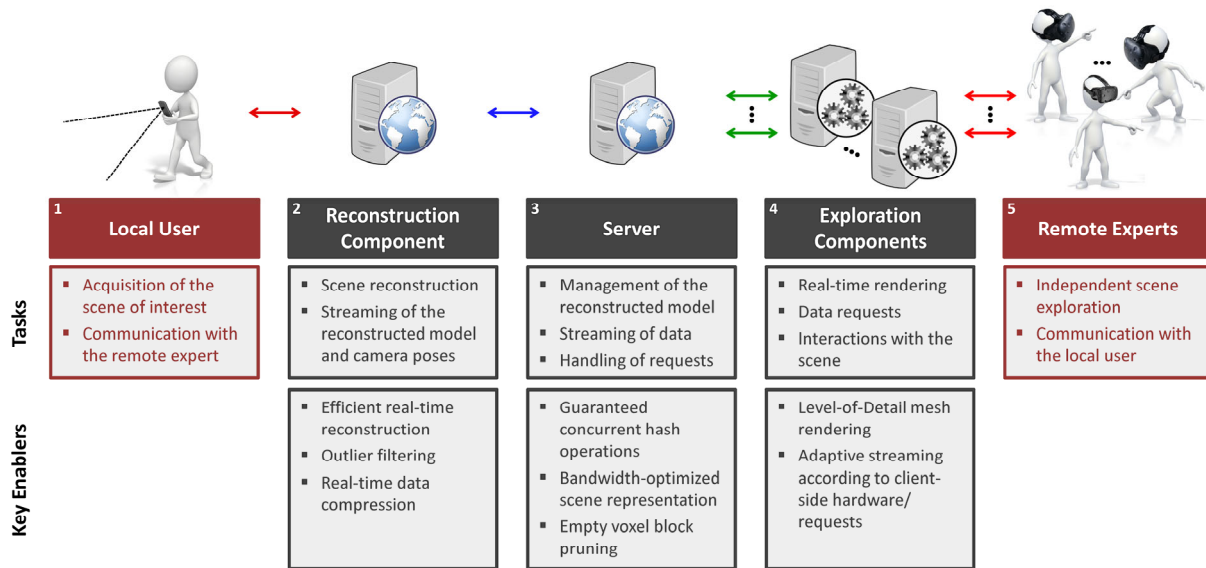 1
Local User
2
Reconstruction
Component
3
Server
4
Exploration
Components
5
Remote Experts
Tasks
▪ Acquisition of the
scene of interest
▪ Communication with
the remote expert
▪ Scene reconstruction
▪ Streaming of the
reconstructed model
and camera poses
▪ Management of the
reconstructed model
▪ Streaming of data
▪ Handling of requests
▪ Real-time rendering
▪ Data requests
▪ Interactions with the
scene
▪ Independent scene
exploration
▪ Communication with
the local user
Key Enablers
▪ Efficient real-time
reconstruction
▪ Outlier filtering
▪ Real-time data
compression
▪ Guaranteed
concurrent hash
operations
▪ Bandwidth-optimized
scene representation
▪ Empty voxel block
pruning
▪ Level-of-Detail mesh
rendering
▪ Adaptive streaming
according to client-
side hardware/
requests